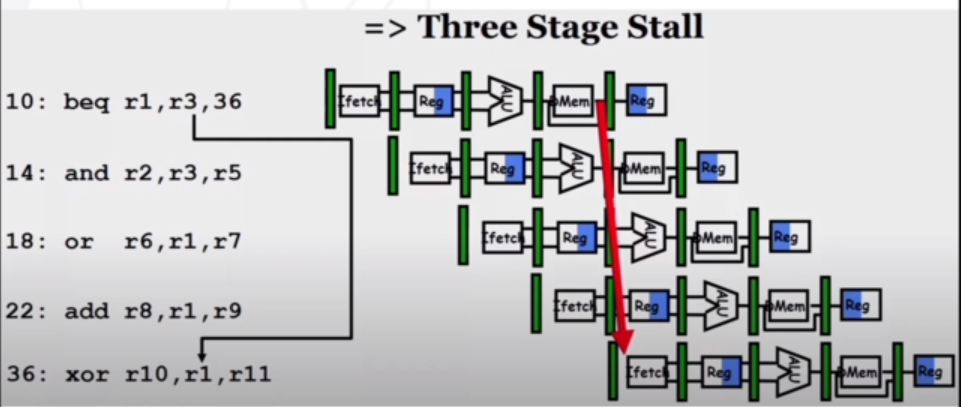 => Three Stage Stall
10: beq r1,r3,36
Ifetch Reg ALU DMem Reg
14: and r2,r3,r5
Ifetch Reg ALU DMem Reg
18: or r6,r1,r7
Ifetch Reg ALU DMem Reg
22: add r8,r1,r9
Ifetch Reg ALU DMem Reg
36: xor r10,r1,r11
Ifetch Reg ALU DMem Reg